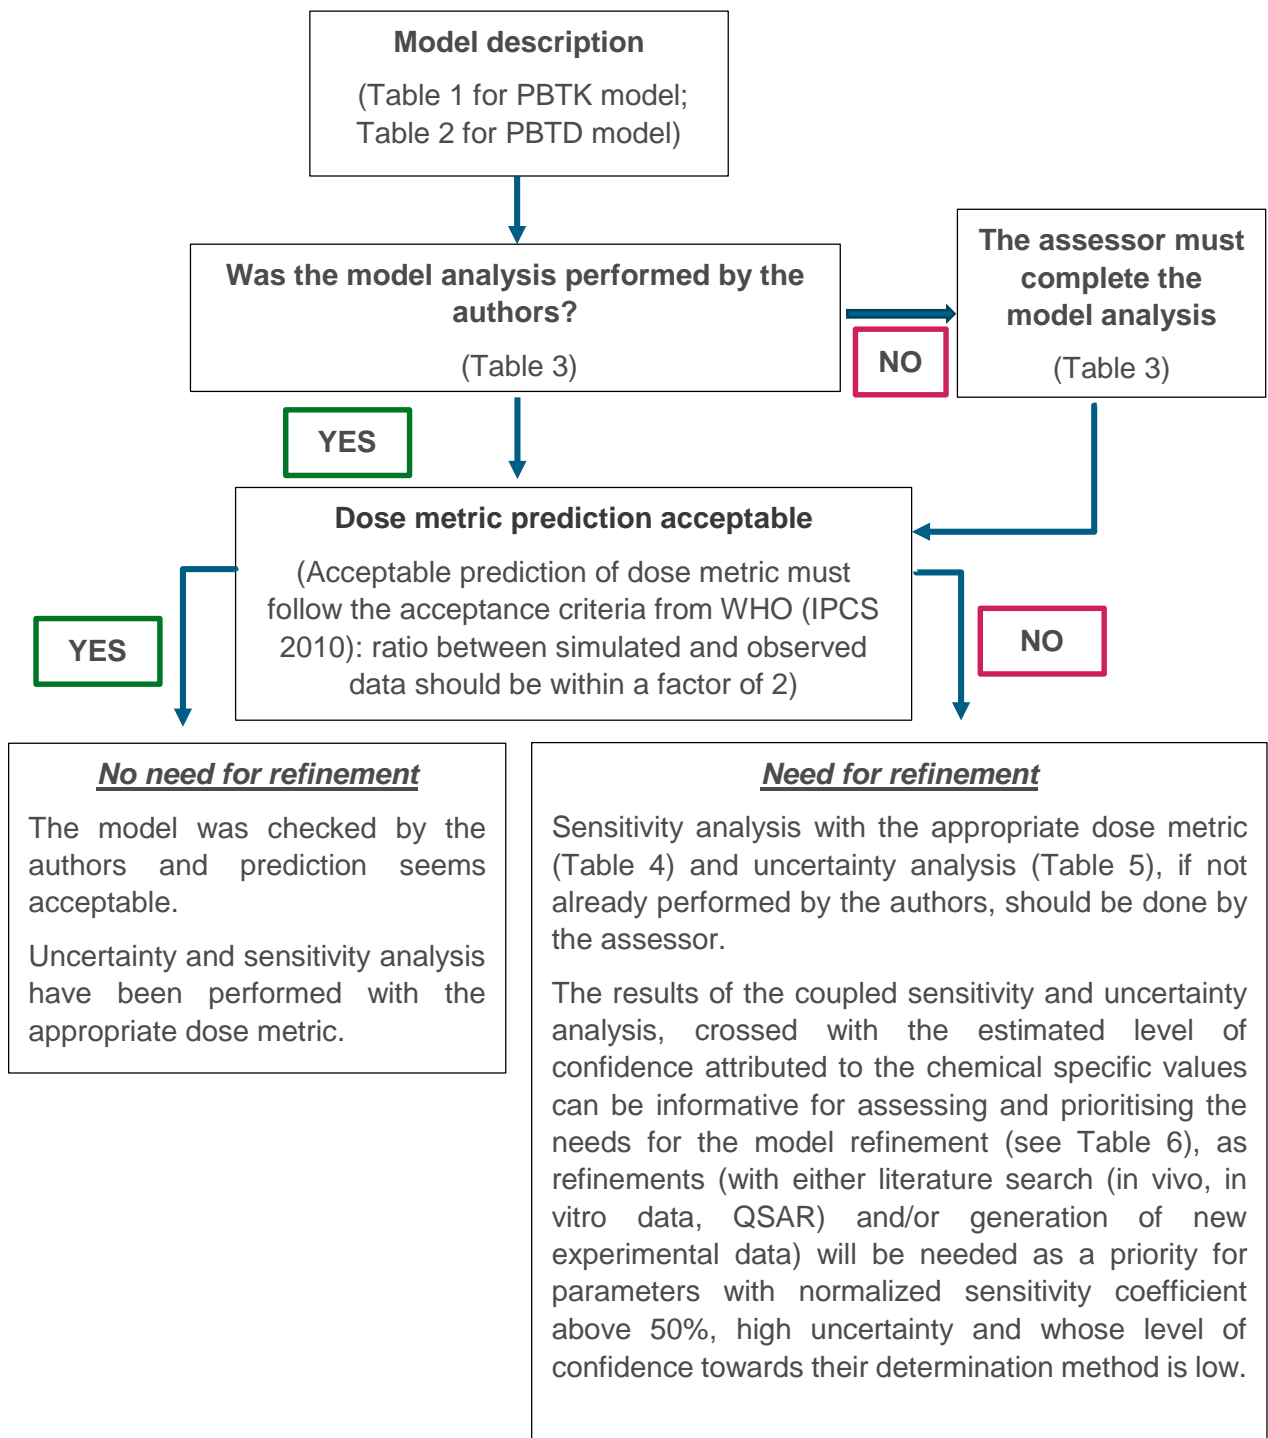 Model description
(Table 1 for PBTK model;
Table 2 for PBTD model)
Was the model analysis performed by the
authors?
(Table 3)
NO
The assessor must
complete the
model analysis
(Table 3)
YES
Dose metric prediction acceptable
(Acceptable prediction of dose metric must
follow the acceptance criteria from WHO (IPCS
2010): ratio between simulated and observed
data should be within a factor of 2)
YES
NO
No need for refinement
The model was checked by the
authors and prediction seems
acceptable.
Uncertainty and sensitivity analysis
have been performed with the
appropriate dose metric.
Need for refinement
Sensitivity analysis with the appropriate dose metric
(Table 4) and uncertainty analysis (Table 5), if not
already performed by the authors, should be done by
the assessor.
The results of the coupled sensitivity and uncertainty
analysis, crossed with the estimated level of
confidence attributed to the chemical specific values
can be informative for assessing and prioritising the
needs for the model refinement (see Table 6), as
refinements (with either literature search (in vivo, in
vitro data, QSAR) and/or generation of new
experimental data) will be needed as a priority for
parameters with normalized sensitivity coefficient
above 50%, high uncertainty and whose level of
confidence towards their determination method is low.